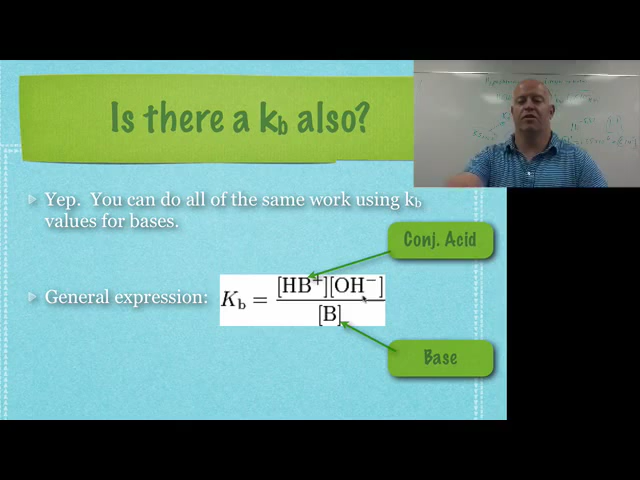 Is there a kb also?
Yep. You can do all of the same work using kb
values for bases.
Conj. Acid
General expression: Kb = [HB⁺][OH⁻] / [B]
Base